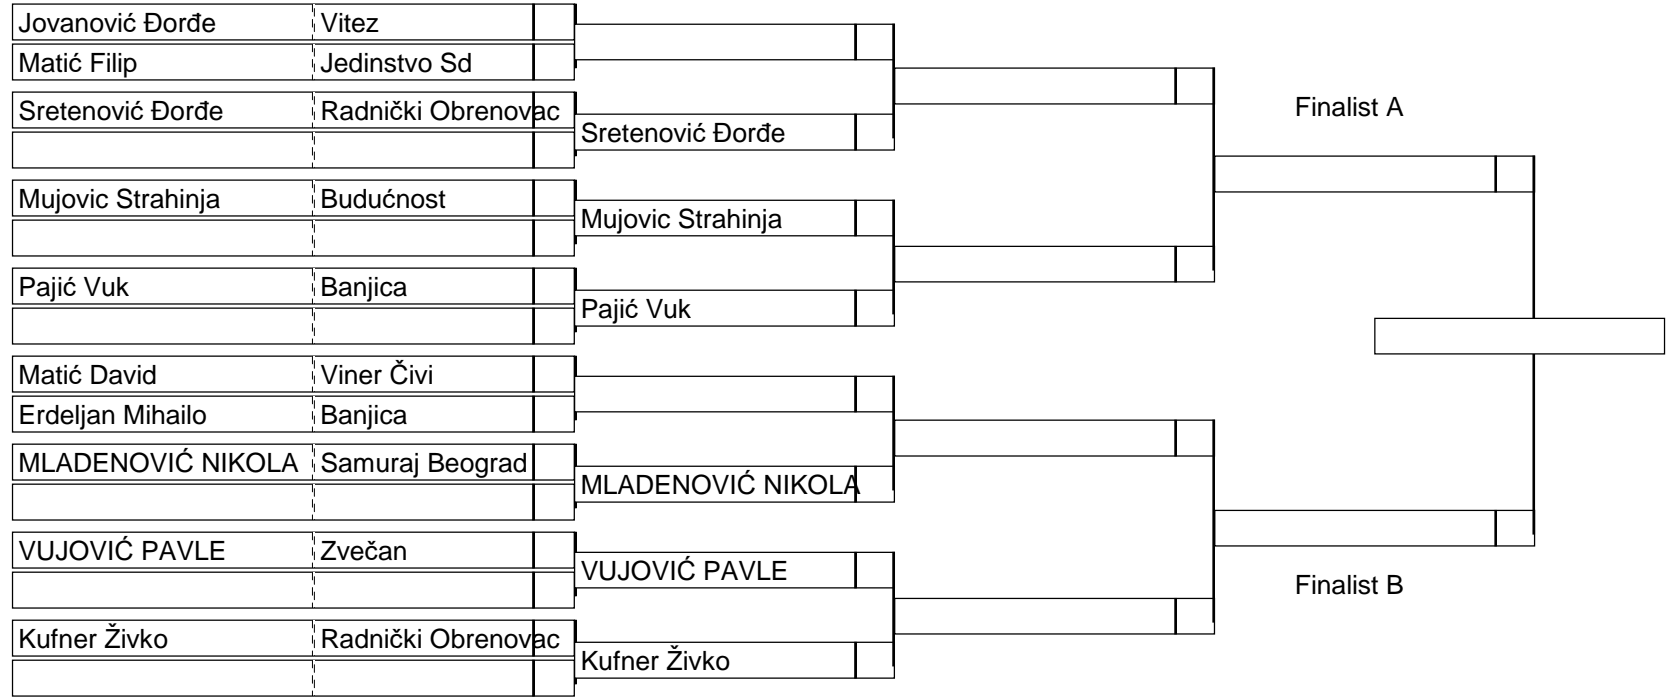 Jovanović Đorđe Vitez
Matić Filip Jedinstvo Sd
Sretenović Đorđe Radnički Obrenovac
Mujovic Strahinja Budućnost
Pajić Vuk Banjica
Matić David Viner Čivi
Erdeljan Mihailo Banjica
MLADENOVIĆ NIKOLA Samuraj Beograd
VUJOVIĆ PAVLE Zvečan
Kufner Živko Radnički Obrenovac
Sretenović Đorđe
Mujovic Strahinja
Pajić Vuk
MLADENOVIĆ NIKOLA
VUJOVIĆ PAVLE
Kufner Živko
Finalist A
Finalist B